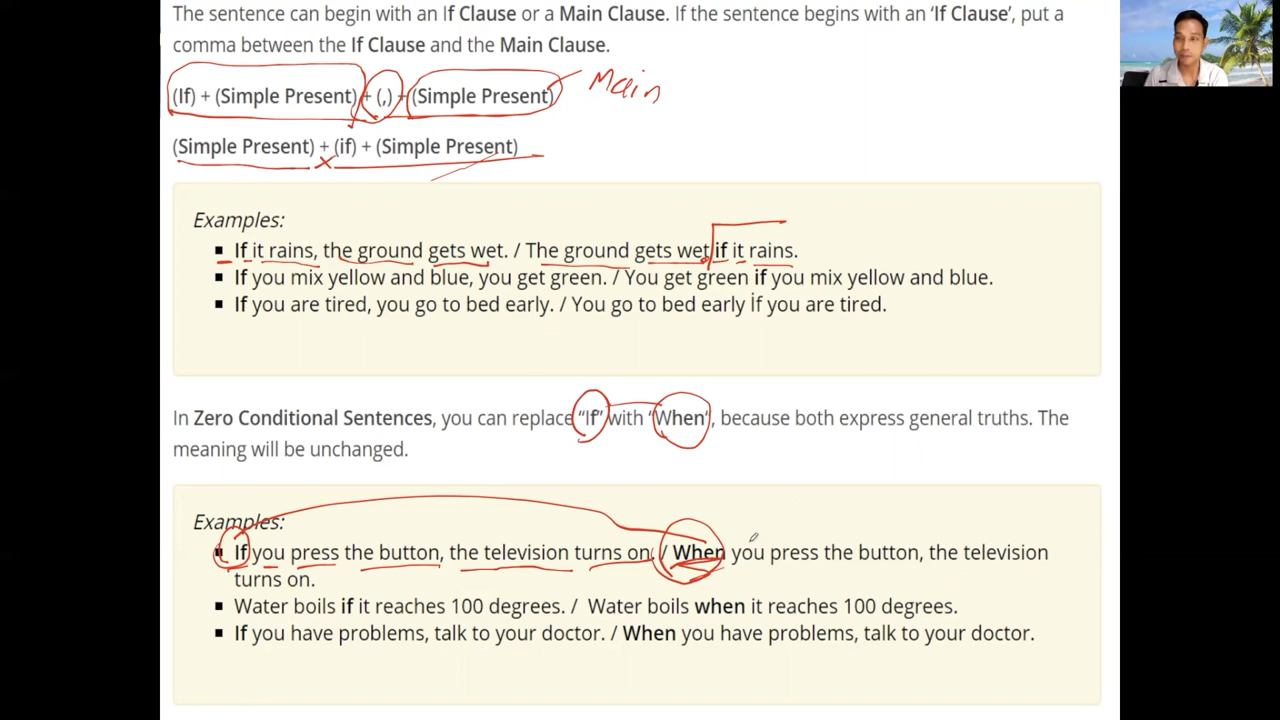 The sentence can begin with an If Clause or a Main Clause. If the sentence begins with an ‘If Clause’, put a
comma between the If Clause and the Main Clause.
(If) + (Simple Present) + (,) + (Simple Present) Main
(Simple Present) + (if) + (Simple Present)
Examples:
▪ If it rains, the ground gets wet. / The ground gets wet if it rains.
▪ If you mix yellow and blue, you get green. / You get green if you mix yellow and blue.
▪ If you are tired, you go to bed early. / You go to bed early if you are tired.
In Zero Conditional Sentences, you can replace “If” with “When“, because both express general truths. The
meaning will be unchanged.
Examples:
▪ If you press the button, the television turns on. / When you press the button, the television
turns on.
▪ Water boils if it reaches 100 degrees. / Water boils when it reaches 100 degrees.
▪ If you have problems, talk to your doctor. / When you have problems, talk to your doctor.